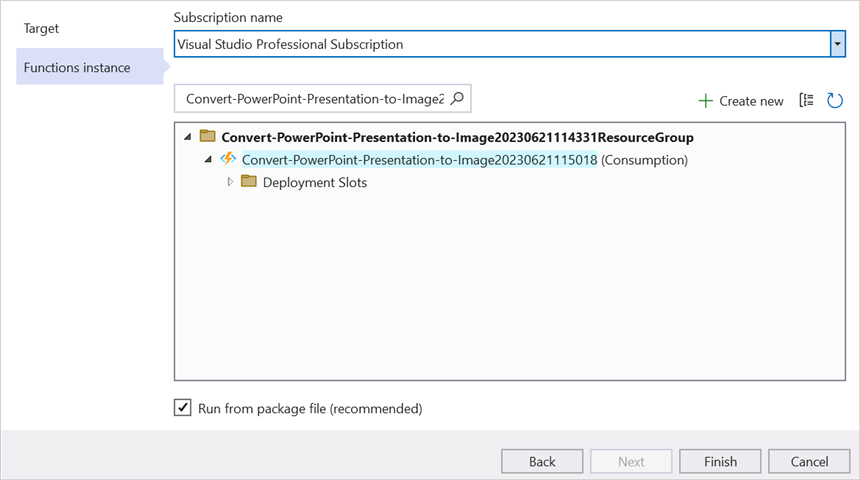 Target
Functions instance
Subscription name
Visual Studio Professional Subscription
Convert-PowerPoint-Presentation-to-Image2
Create new
Convert-PowerPoint-Presentation-to-Image20230621114331ResourceGroup
Convert-PowerPoint-Presentation-to-Image20230621115018 (Consumption)
Deployment Slots
Run from package file (recommended)
Back
Next
Finish
Cancel